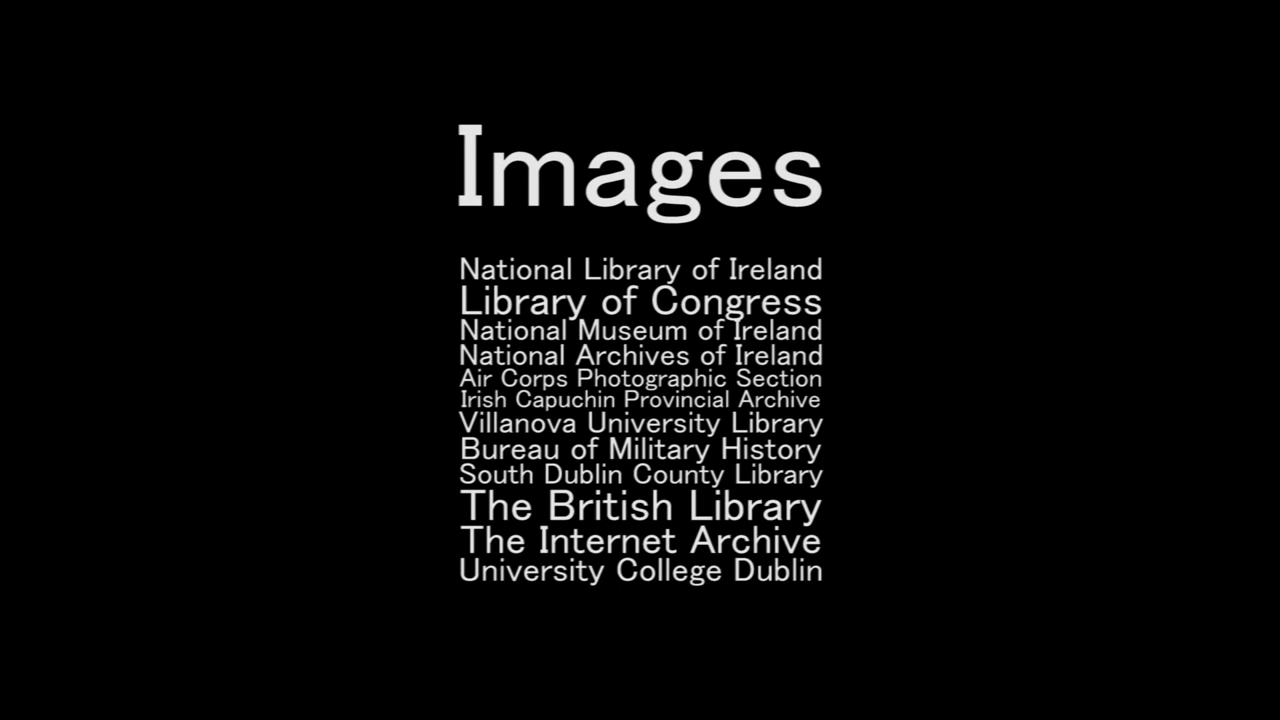 Images
National Library of Ireland
Library of Congress
National Museum of Ireland
National Archives of Ireland
Air Corps Photographic Section
Irish Capuchin Provincial Archive
Villanova University Library
Bureau of Military History
South Dublin County Library
The British Library
The Internet Archive
University College Dublin